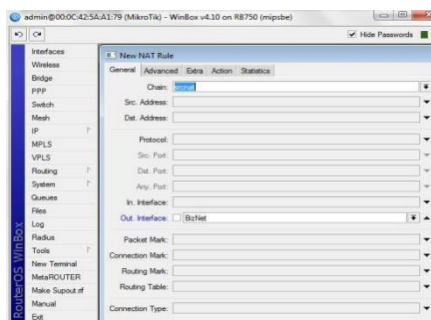 admin@00:0C:42:5A:A1:79 (MikroTik) - WinBox v4.10 on RB750 (mipsbe)
Hide Passwords
Interfaces
Wireless
Bridge
PPP
Switch
Mesh
IP
MPLS
VPLS
Routing
System
Queues
Files
Log
Radius
Tools
New Terminal
MetaROUTER
Make Supout.rif
Manual
Exit
RouterOS WinBox
New NAT Rule
General Advanced Extra Action Statistics
Chain: srcnat
Src. Address:
Dst. Address:
Protocol:
Src. Port:
Dst. Port:
Any. Port:
In. Interface:
Out. Interface: BizNet
Packet Mark:
Connection Mark:
Routing Mark:
Routing Table:
Connection Type: